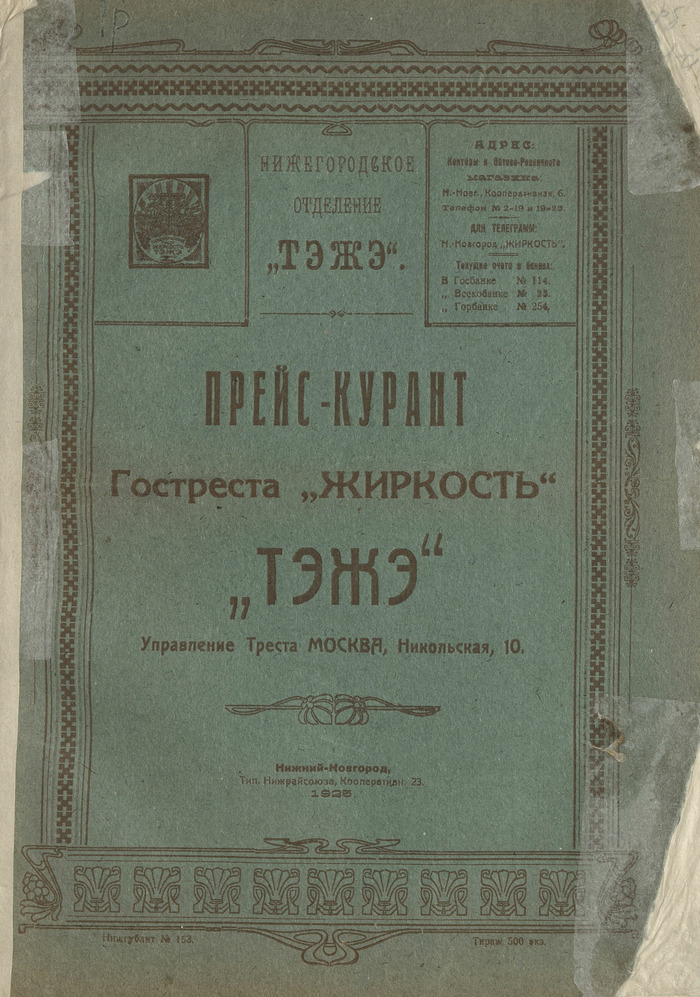 НИЖЕГОРОДСКОЕ
ОТДЕЛЕНИЕ
„ТЭЖЭ“.
АДРЕС:
Конторы и Оптово-Розничного
МАГАЗИНА:
Н.-Новг., Кооперативная, 6.
Телефон № 2-19 и 19-23.
ДЛЯ ТЕЛЕГРАММ:
Н.-Новгород „ЖИРКОСТЬ“.
Текущие счета в банках:
В Госбанке № 114.
„ Всекобанке № 33.
„ Горбанке № 254.
ПРЕЙС-КУРАНТ
Гостреста „ЖИРКОСТЬ“
„ТЭЖЭ“
Управление Треста МОСКВА, Никольская, 10.
Нижний-Новгород,
Тип. Нижрайсоюза, Кооперативн. 23.
1925.
Нижгублит № 153.
Тираж 500 экз.